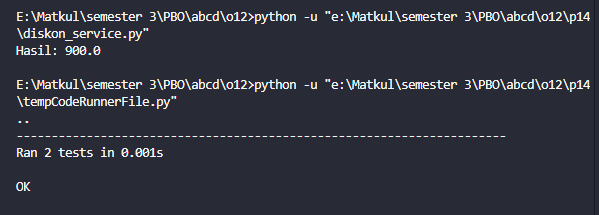 E:\Matkul\semester 3\PBO\abcd\o12>python -u "e:\Matkul\semester 3\PBO\abcd\o12\p14
\diskon_service.py"
Hasil: 900.0
E:\Matkul\semester 3\PBO\abcd\o12>python -u "e:\Matkul\semester 3\PBO\abcd\o12\p14
\tempCodeRunnerFile.py"
..
----------------------------------------------------------------------
Ran 2 tests in 0.001s
OK